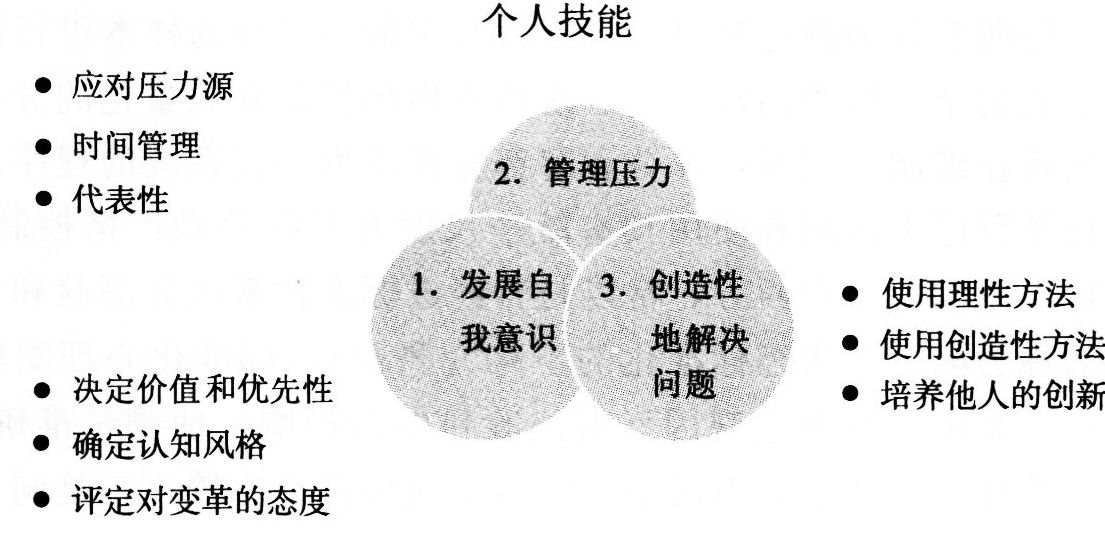 个人技能
● 应对压力源
● 时间管理
● 代表性
2. 管理压力
1. 发展自
我意识
3. 创造性
地解决
问题
● 使用理性方法
● 使用创造性方法
● 培养他人的创新
● 决定价值和优先性
● 确定认知风格
● 评定对变革的态度